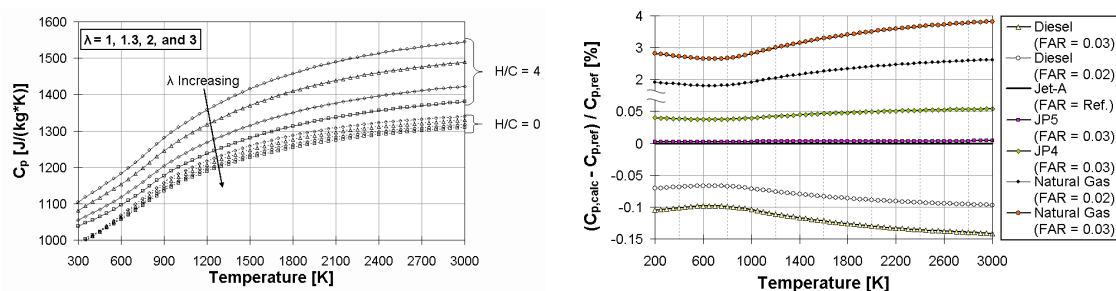 1600
1500
1400
1300
1200
1100
1000
Cp [J/(kg*K)]
λ = 1, 1.3, 2, and 3
λ Increasing
H/C = 4
H/C = 0
300 600 900 1200 1500 1800 2100 2400 2700 3000
Temperature [K]
(Cp,calc - Cp,ref) / Cp,ref [%]
4
3
2
0.05
0
-0.05
-0.1
-0.15
200 600 1000 1400 1800 2200 2600 3000
Temperature [K]
Diesel
(FAR = 0.03)
Diesel
(FAR = 0.02)
Jet-A
(FAR = Ref.)
JP5
(FAR = 0.03)
JP4
(FAR = 0.03)
Natural Gas
(FAR = 0.02)
Natural Gas
(FAR = 0.03)